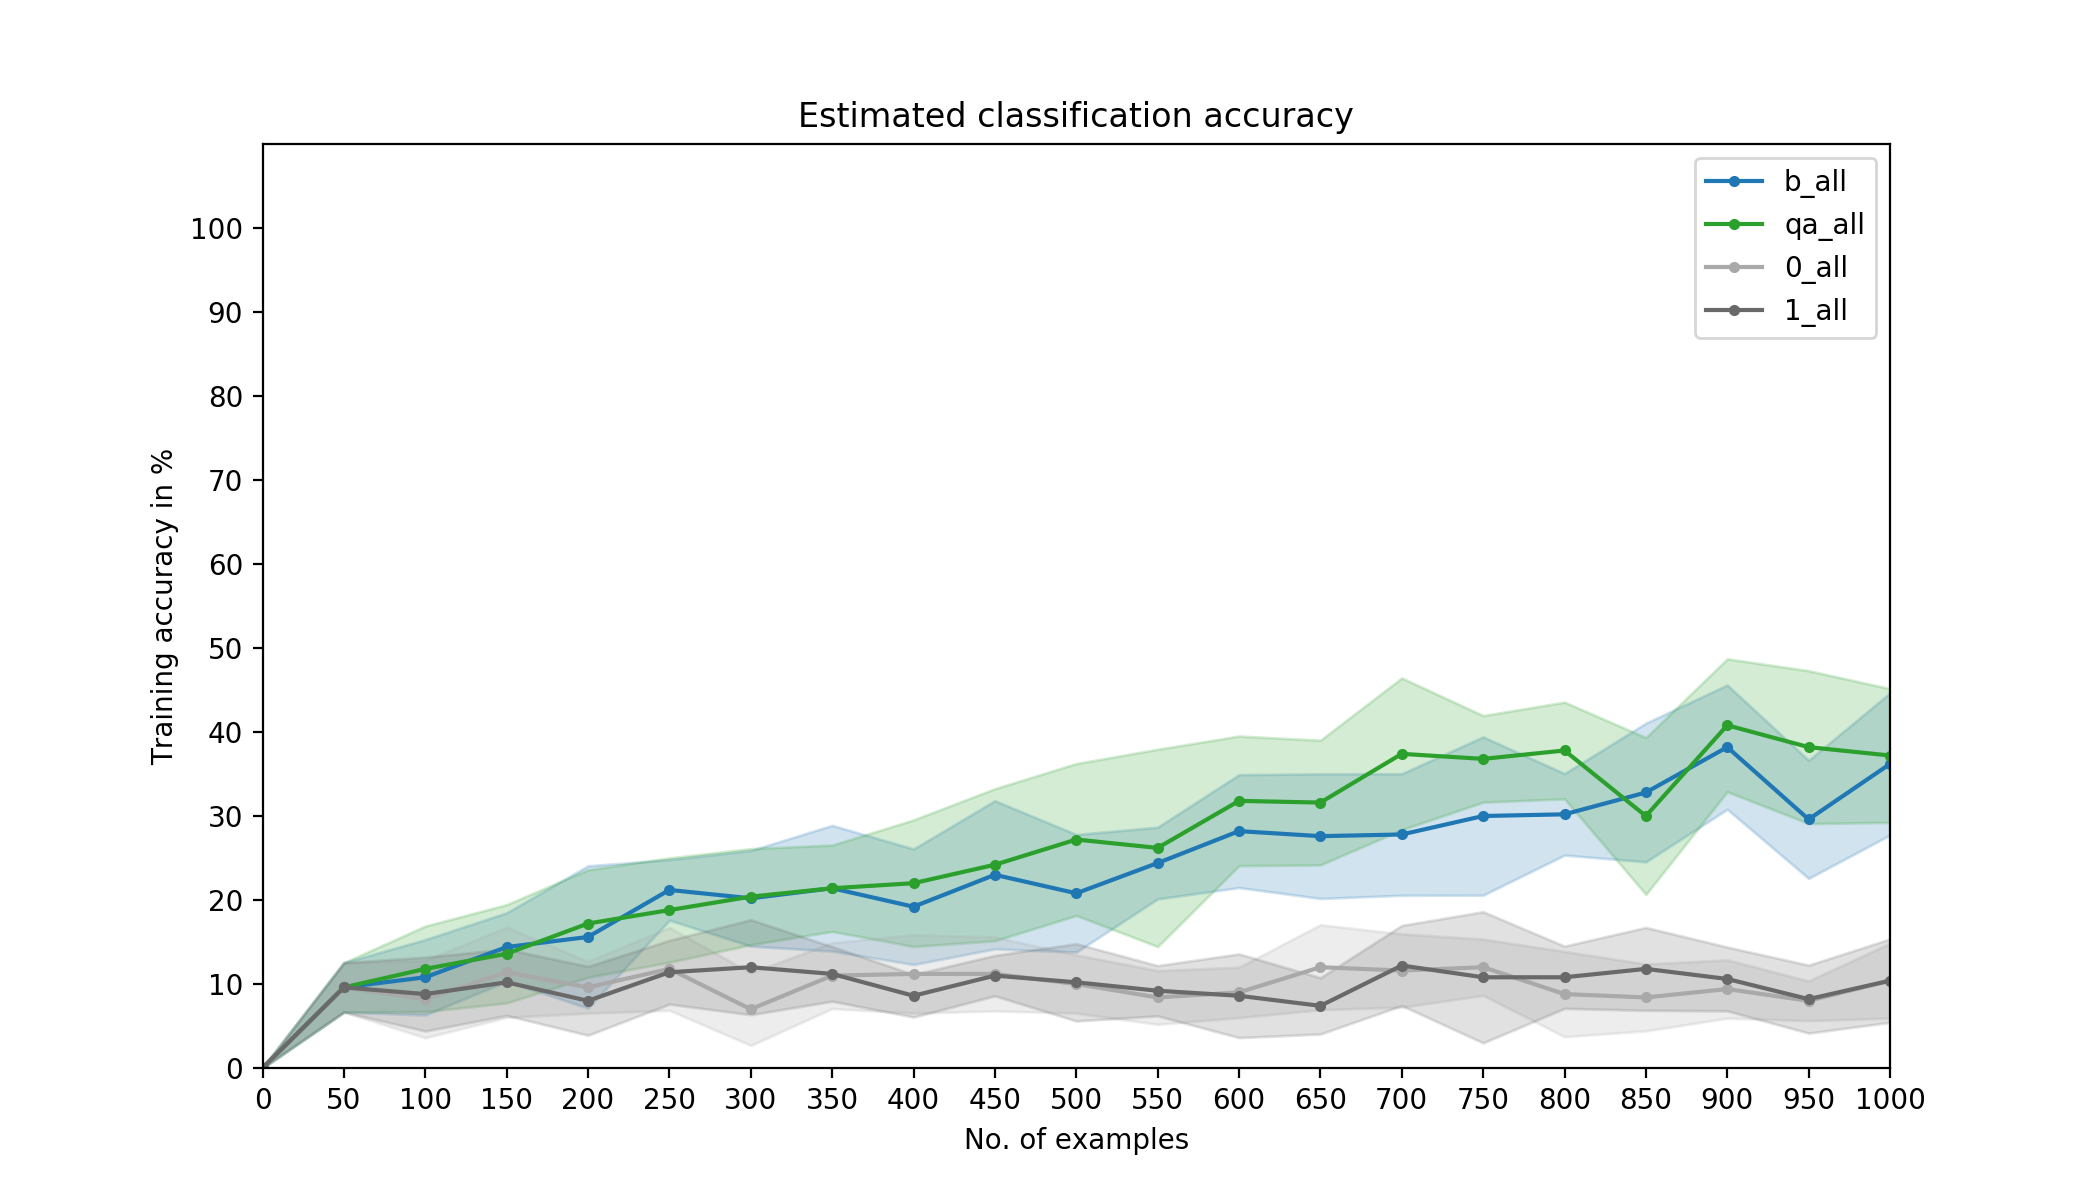 Estimated classification accuracy
b_all
qa_all
0_all
1_all
Training accuracy in %
100
90
80
70
60
50
40
30
20
10
0
0 50 100 150 200 250 300 350 400 450 500 550 600 650 700 750 800 850 900 950 1000
No. of examples